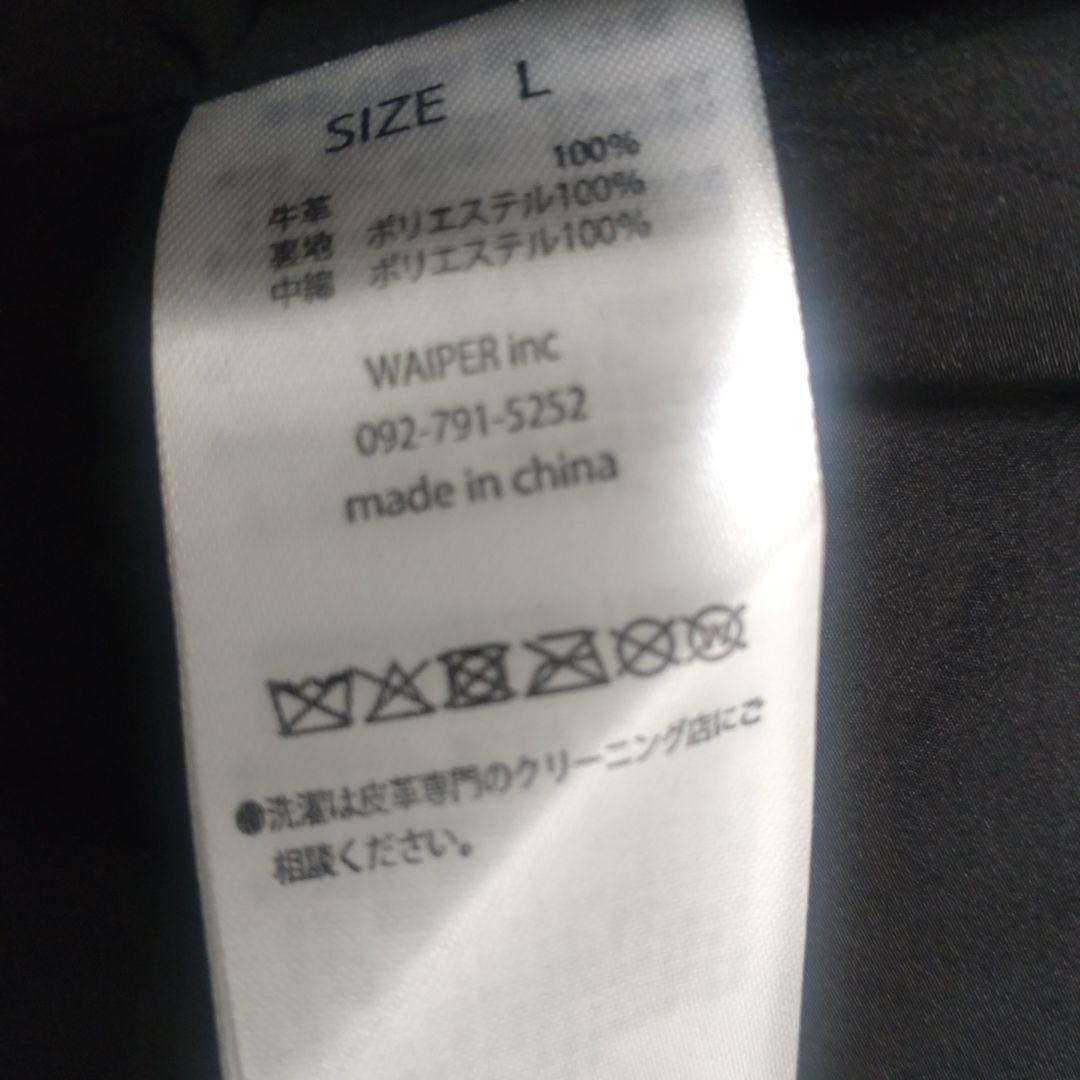 SIZE L
牛革 100%
裏地 ポリエステル100%
中綿 ポリエステル100%
WAIPER inc
092-791-5252
made in china
W
●洗濯は皮革専門のクリーニング店にご
相談ください。